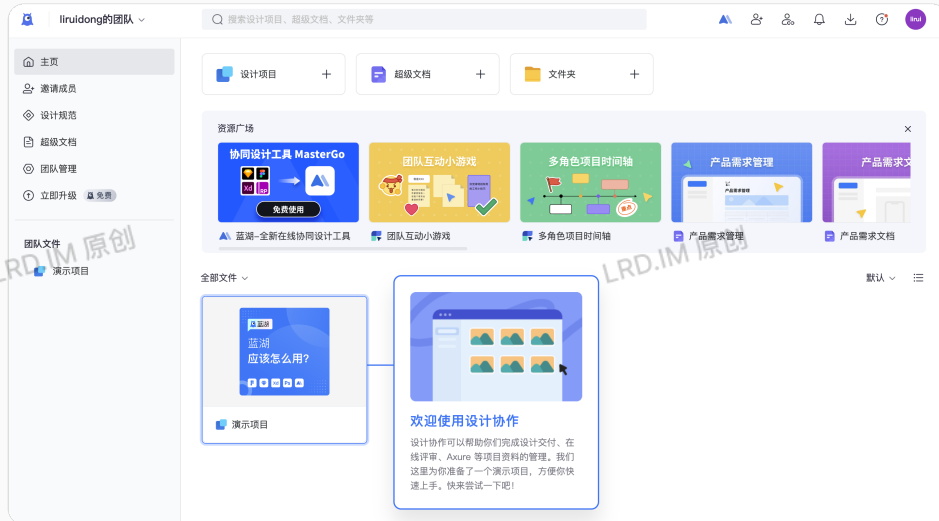 liruidong的团队
搜索设计项目、超级文档、文件夹等
lirui
主页
邀请成员
设计规范
超级文档
团队管理
立即升级 免费
团队文件
演示项目
设计项目
超级文档
文件夹
资源广场
协同设计工具 MasterGo
Xd
免费使用
蓝湖-全新在线协同设计工具
团队互动小游戏
团队互动小游戏
多角色项目时间轴
重点
多角色项目时间轴
产品需求管理
产品需求管理
产品需求管理
产品需求文
产品需求文档
全部文件
默认
蓝湖
蓝湖
应该怎么用?
Xd Ps Ai
演示项目
欢迎使用设计协作
设计协作可以帮助你们完成设计交付、在
线评审、Axure 等项目资料的管理。我们
这里为你准备了一个演示项目，方便你快
速上手。快来尝试一下吧!
LRD.IM 原创
LRD.IM 原创